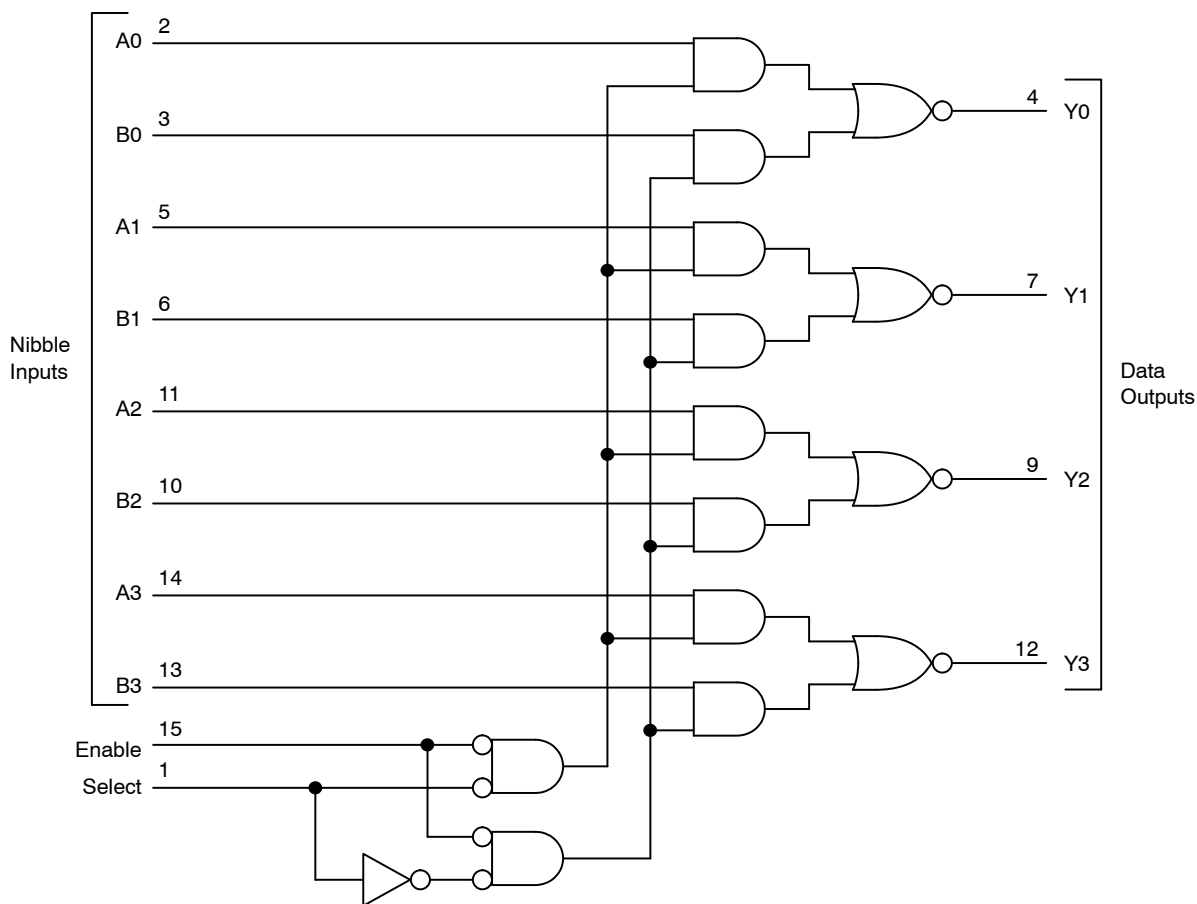 2
A0
3
B0
5
A1
6
B1
11
A2
10
B2
14
A3
13
B3
15
Enable
1
Select
Nibble
Inputs
4
Y0
7
Y1
9
Y2
12
Y3
Data
Outputs